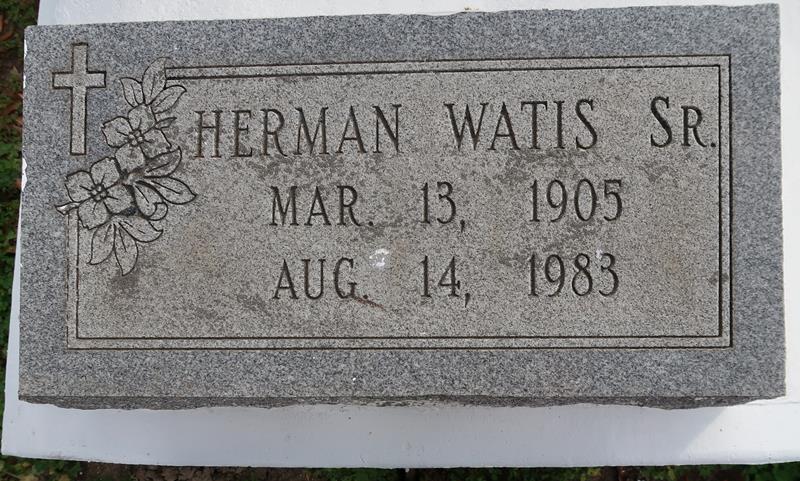 HERMAN WATIS SR.
MAR. 13, 1905
AUG. 14, 1983